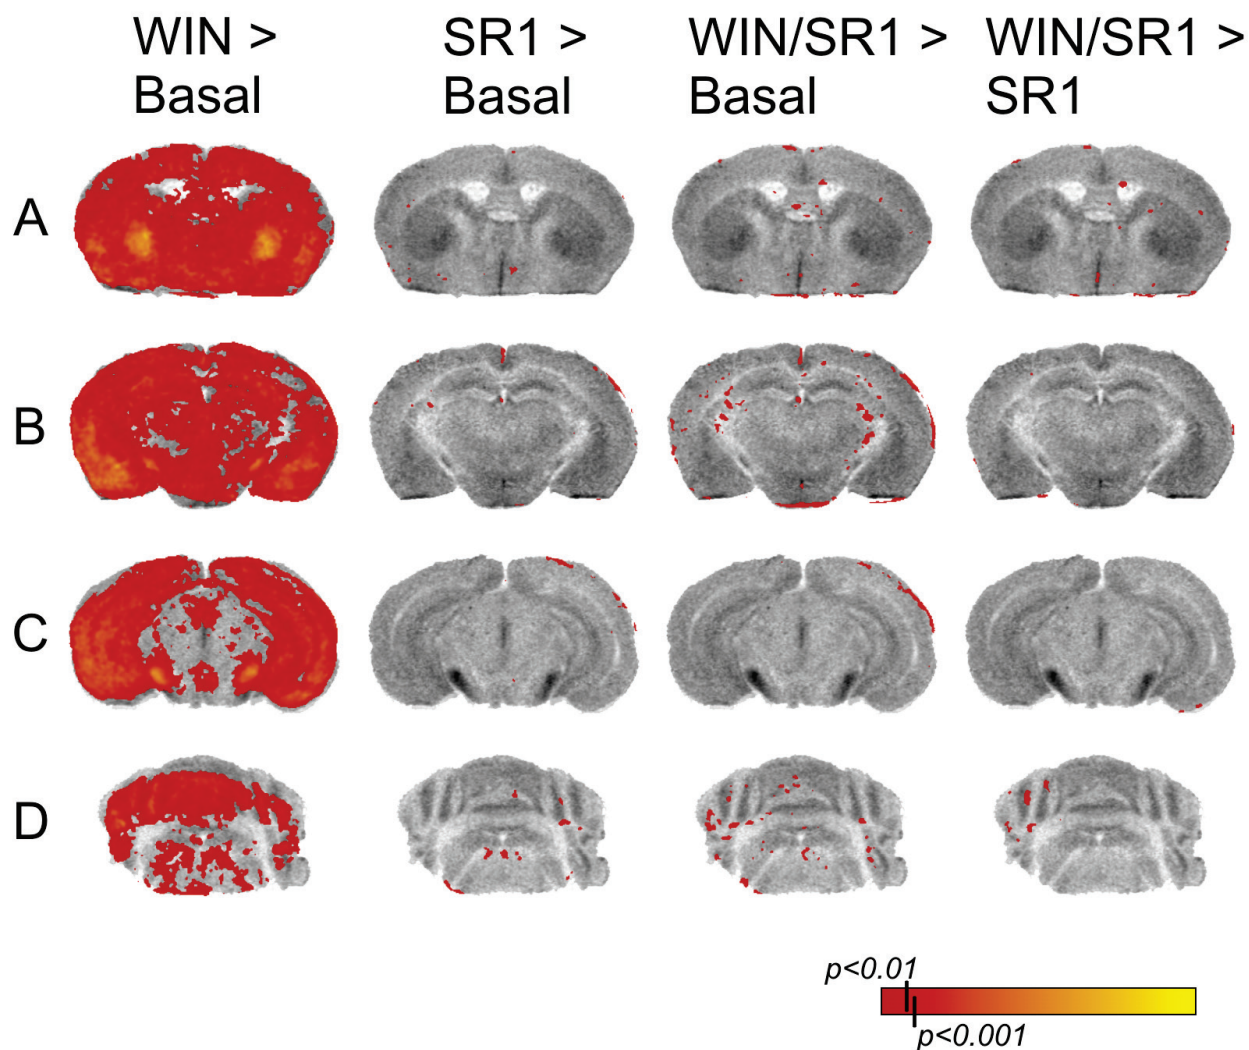 WIN >
Basal
SR1 >
Basal
WIN/SR1 >
Basal
WIN/SR1 >
SR1
A
B
C
D
p<0.01
p<0.001